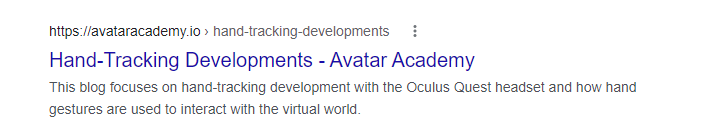 https://avataracademy.io › hand-tracking-developments
Hand-Tracking Developments - Avatar Academy
This blog focuses on hand-tracking development with the Oculus Quest headset and how hand
gestures are used to interact with the virtual world.